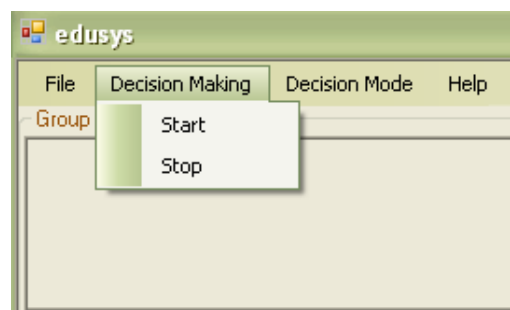 edusys
File Decision Making Decision Mode Help
Group
Start
Stop